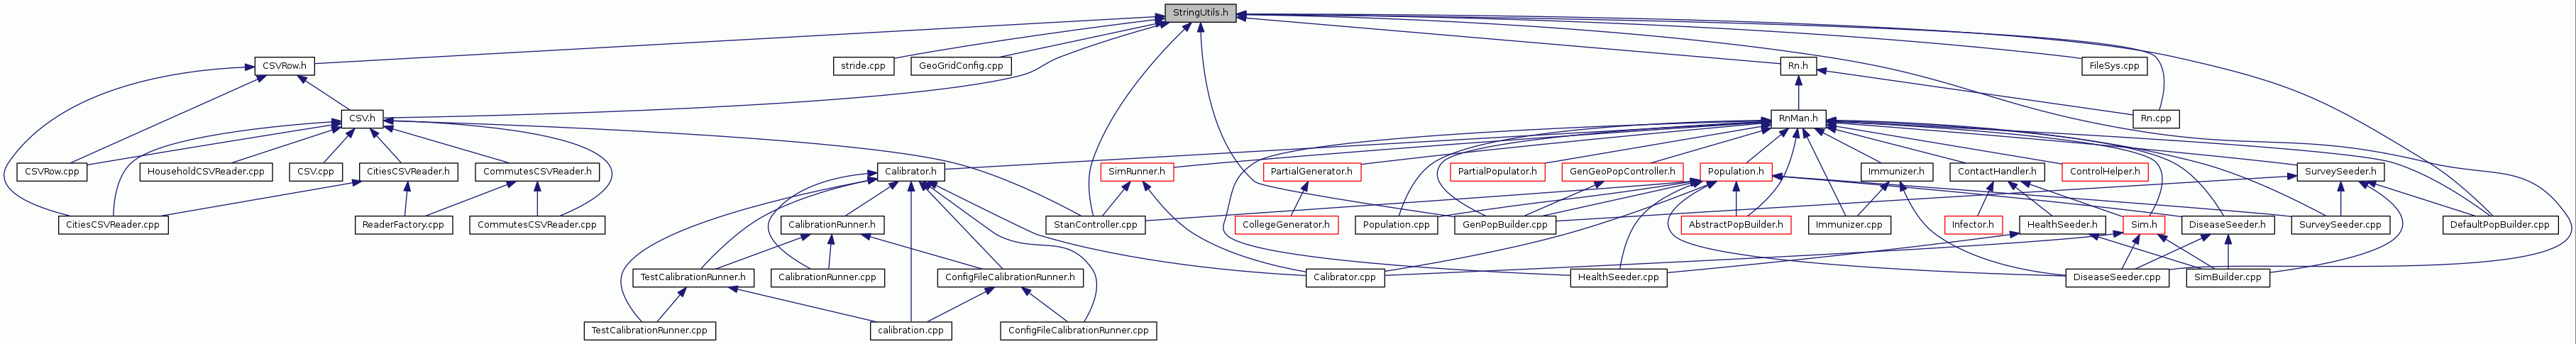 StringUtils.h
CSVRow.h
stride.cpp
GeoGridConfig.cpp
Rn.h
FileSys.cpp
CSV.h
RnMan.h
Rn.cpp
CSVRow.cpp
HouseholdCSVReader.cpp
CSV.cpp
CitiesCSVReader.h
CommutesCSVReader.h
Calibrator.h
SimRunner.h
PartialGenerator.h
PartialPopulator.h
GenGeoPopController.h
Population.h
Immunizer.h
ContactHandler.h
ControlHelper.h
SurveySeeder.h
CitiesCSVReader.cpp
ReaderFactory.cpp
CommutesCSVReader.cpp
CalibrationRunner.h
StanController.cpp
CollegeGenerator.h
Population.cpp
GenPopBuilder.cpp
AbstractPopBuilder.h
Immunizer.cpp
Infector.h
HealthSeeder.h
Sim.h
DiseaseSeeder.h
SurveySeeder.cpp
DefaultPopBuilder.cpp
TestCalibrationRunner.h
CalibrationRunner.cpp
ConfigFileCalibrationRunner.h
Calibrator.cpp
HealthSeeder.cpp
DiseaseSeeder.cpp
SimBuilder.cpp
TestCalibrationRunner.cpp
calibration.cpp
ConfigFileCalibrationRunner.cpp